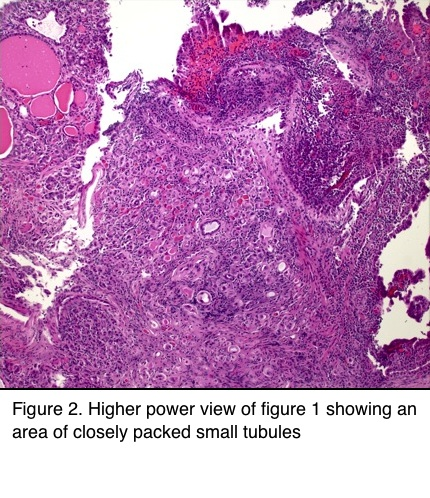 Figure 2. Higher power view of figure 1 showing an
area of closely packed small tubules